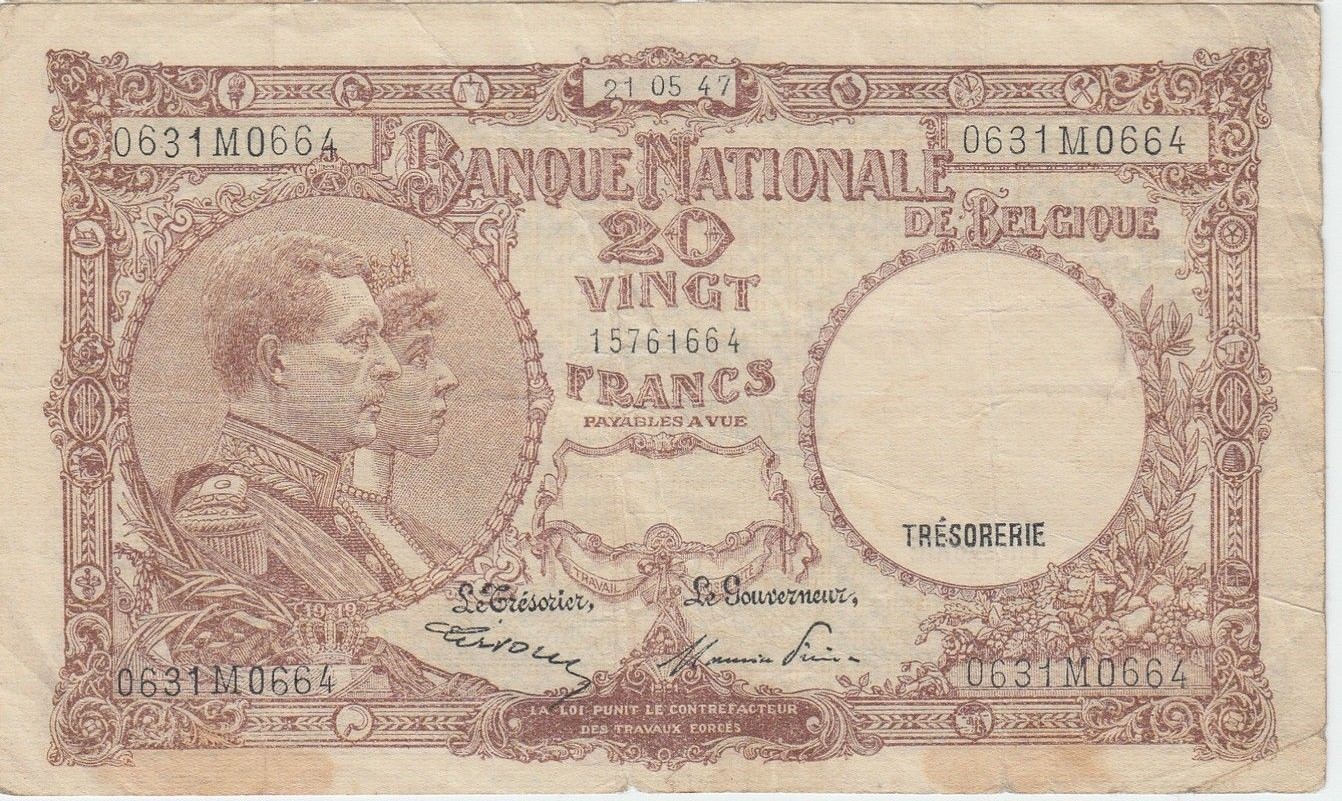 21 05 47
0631M0664 0631M0664
BANQUE NATIONALE
DE BELGIQUE
20
VINGT
15761664
FRANCS
PAYABLES A VUE
TRÉSORERIE
TRAVAIL
Le Trésorier, Le Gouverneur,
1919
0631M0664 0631M0664
LA LOI PUNIT LE CONTREFACTEUR
DES TRAVAUX FORCÉS